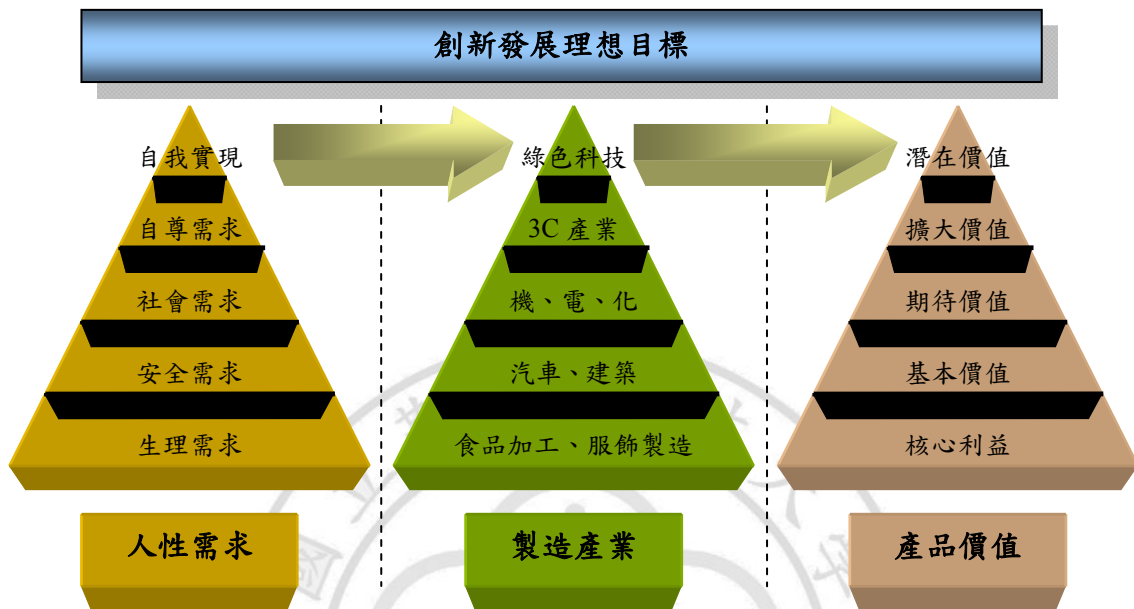 創新發展理想目標
自我實現
自尊需求
社會需求
安全需求
生理需求
人性需求
綠色科技
3C 產業
機、電、化
汽車、建築
食品加工、服飾製造
製造產業
潛在價值
擴大價值
期待價值
基本價值
核心利益
產品價值